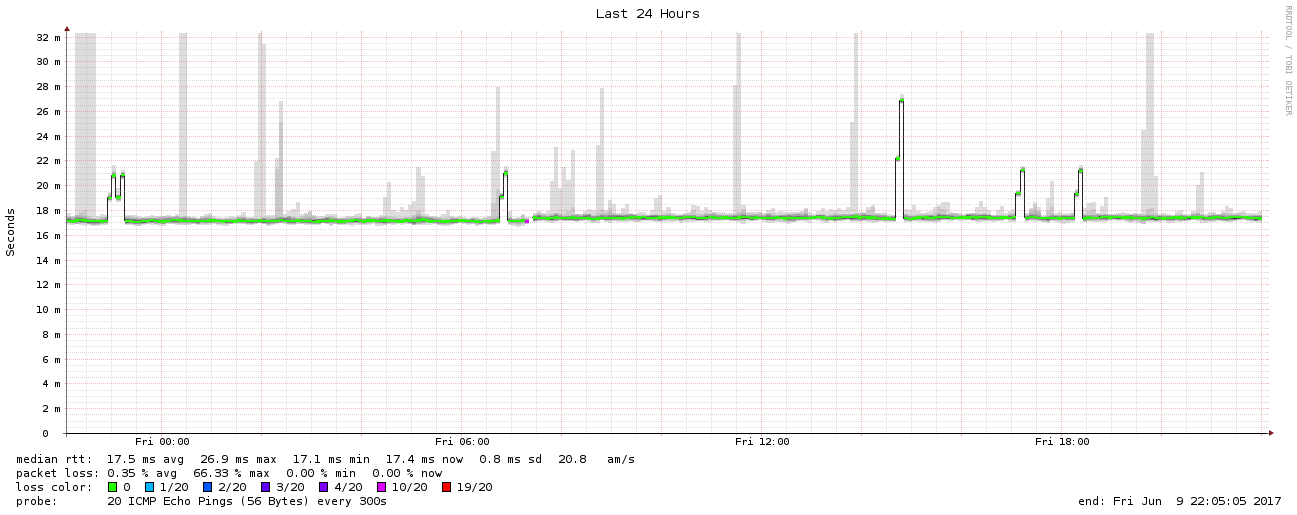 Last 24 Hours
RRDTOOL / TOBI OETIKER
Seconds
32 m
30 m
28 m
26 m
24 m
22 m
20 m
18 m
16 m
14 m
12 m
10 m
8 m
6 m
4 m
2 m
0
Fri 00:00 Fri 06:00 Fri 12:00 Fri 18:00
median rtt: 17.5 ms avg 26.9 ms max 17.1 ms min 17.4 ms now 0.8 ms sd 20.8 am/s
packet loss: 0.35 % avg 66.33 % max 0.00 % min 0.00 % now
loss color: 0 1/20 2/20 3/20 4/20 10/20 19/20
probe: 20 ICMP Echo Pings (56 Bytes) every 300s end: Fri Jun 9 22:05:05 2017